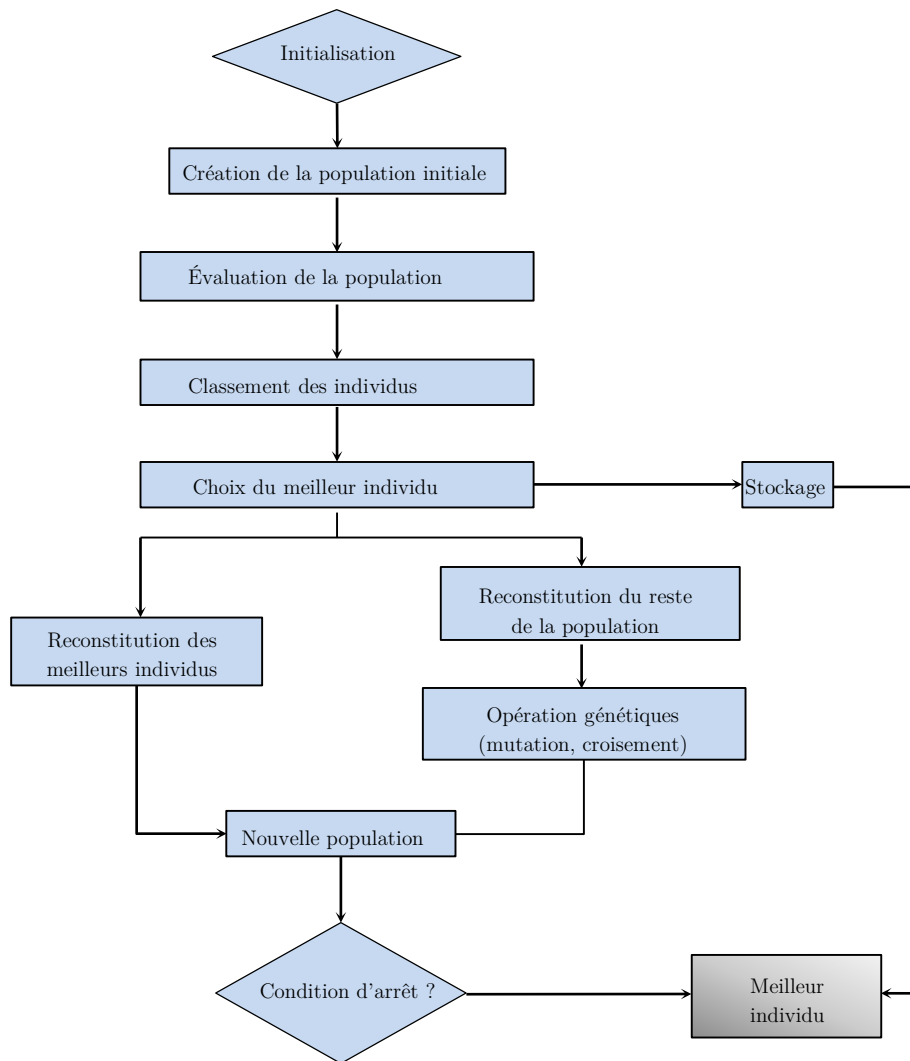 Initialisation
Création de la population initiale
Évaluation de la population
Classement des individus
Choix du meilleur individu
Stockage
Reconstitution du reste
de la population
Reconstitution des
meilleurs individus
Opération génétiques
(mutation, croisement)
Nouvelle population
Condition d'arrêt ?
Meilleur
individu